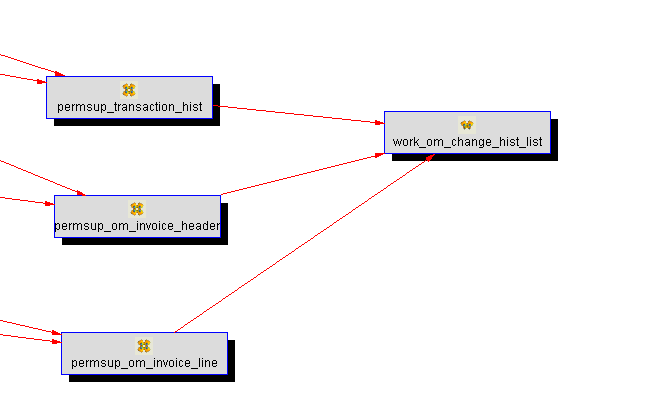 permsup_transaction_hist
work_om_change_hist_list
permsup_om_invoice_header
permsup_om_invoice_line